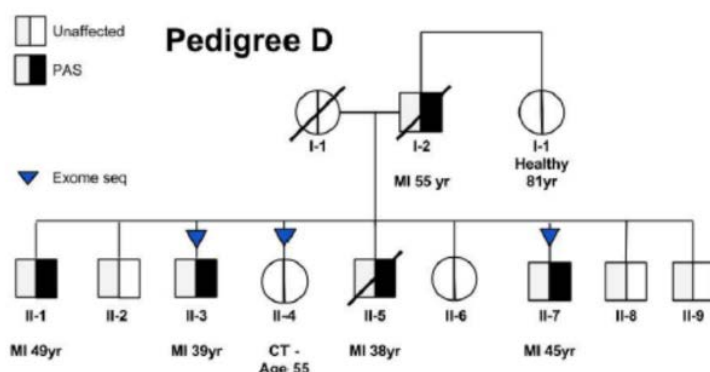 Unaffected
Pedigree D
PAS
I-1
I-2
I-1
Healthy
81yr
MI 55 yr
Exome seq
II-1
II-2
II-3
II-4
II-5
II-6
II-7
II-8
II-9
MI 49yr
MI 39yr
CT -
Age 55
MI 38yr
MI 45yr